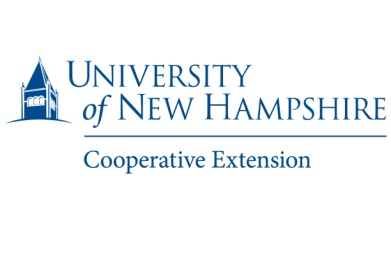 UNIVERSITY
of NEW HAMPSHIRE
Cooperative Extension